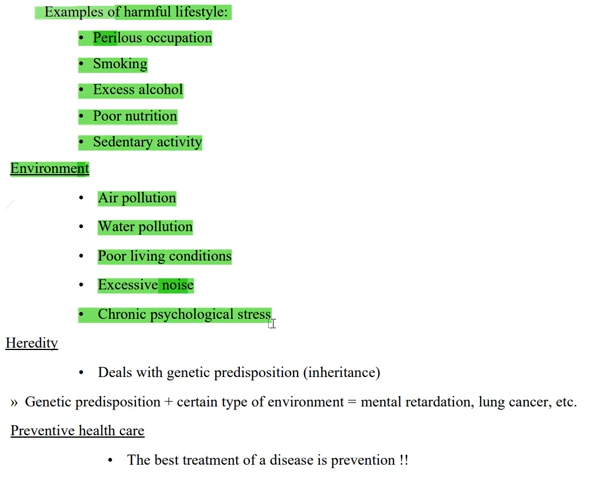 Examples of harmful lifestyle:
• Perilous occupation
• Smoking
• Excess alcohol
• Poor nutrition
• Sedentary activity
Environment
• Air pollution
• Water pollution
• Poor living conditions
• Excessive noise
• Chronic psychological stress
Heredity
• Deals with genetic predisposition (inheritance)
» Genetic predisposition + certain type of environment = mental retardation, lung cancer, etc.
Preventive health care
• The best treatment of a disease is prevention !!